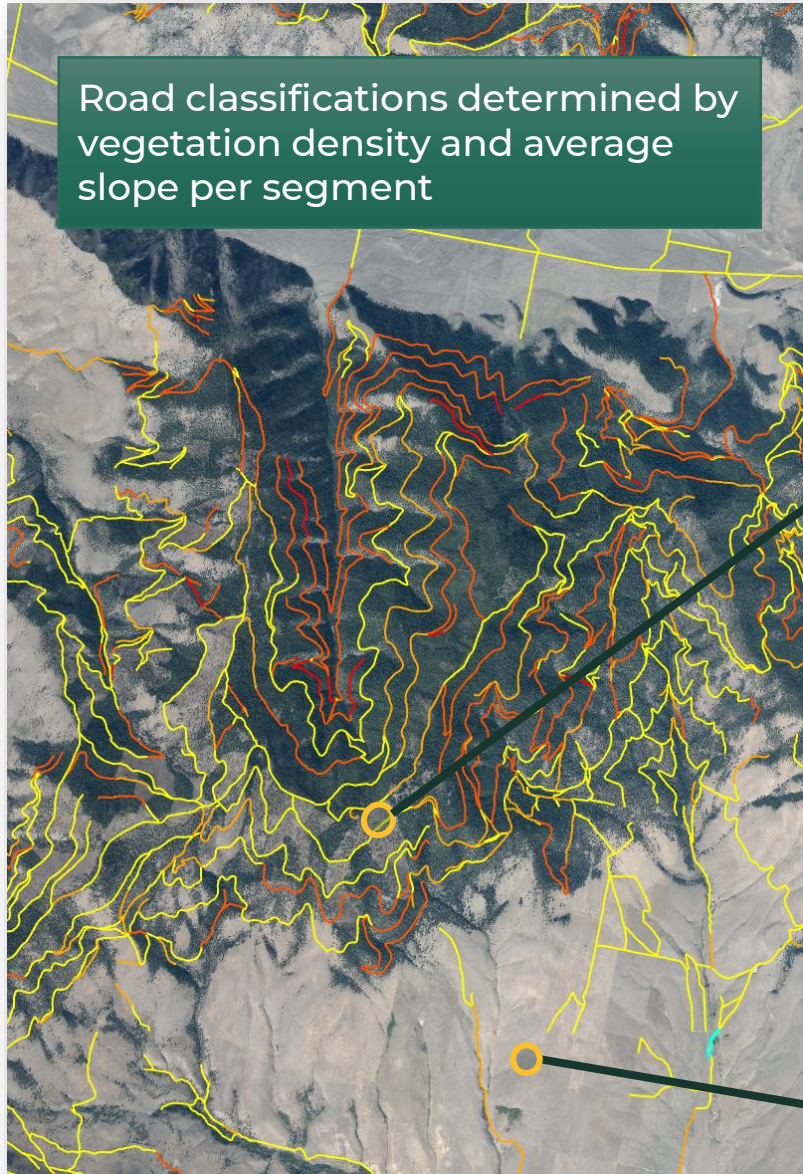 Road classifications determined by
vegetation density and average
slope per segment